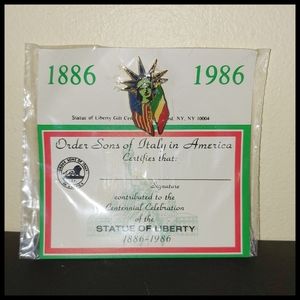 1886 1986
Statue of Liberty Gift Ce nd, NY, NY 10004
Order Sons of Italy in America
Certifies that:
Signature
contributed to the
Centennial Celebration
of the
STATUE OF LIBERTY
1886-1986